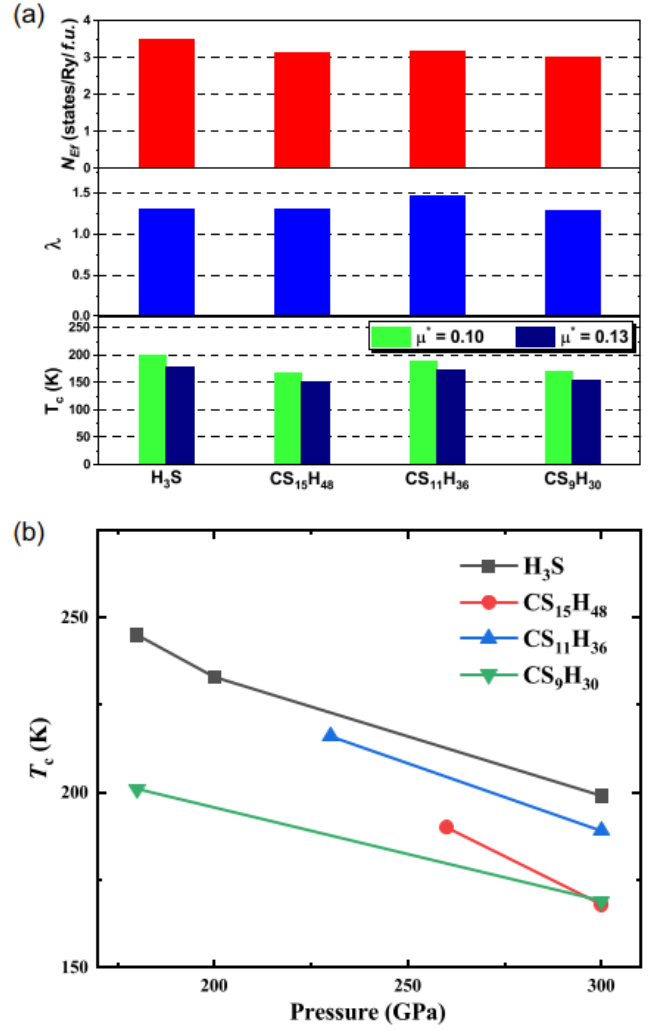 (a)
N_Ef (states/Ry/f.u.)
4
3
2
1
0
λ
1.5
1.0
0.5
0.0
T_c (K)
250
200
150
100
50
0
μ* = 0.10 μ* = 0.13
H₃S CS₁₅H₄₈ CS₁₁H₃₆ CS₉H₃₀
(b)
H₃S
CS₁₅H₄₈
CS₁₁H₃₆
CS₉H₃₀
T_c (K)
250
200
150
200 250 300
Pressure (GPa)